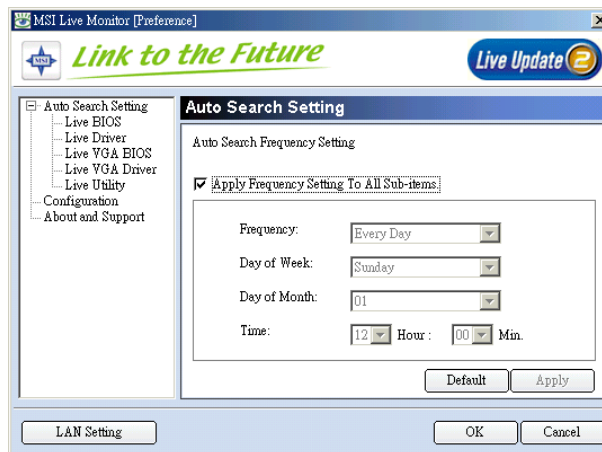 MSI Live Monitor [Preference]
MSI
Link to the Future
Live Update 2
Auto Search Setting
Live BIOS
Live Driver
Live VGA BIOS
Live VGA Driver
Live Utility
Configuration
About and Support
Auto Search Setting
Auto Search Frequency Setting
Apply Frequency Setting To All Sub-items.
Frequency: Every Day
Day of Week: Sunday
Day of Month: 01
Time: 12 Hour : 00 Min.
Default Apply
LAN Setting OK Cancel